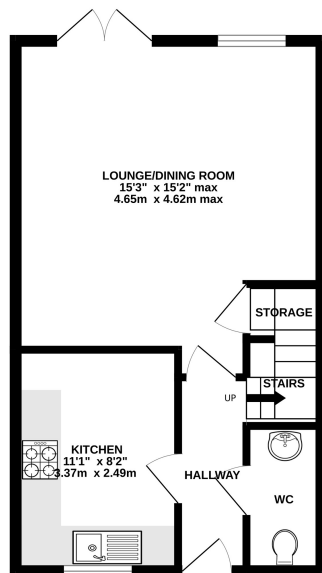 LOUNGE/DINING ROOM
15'3" x 15'2" max
4.65m x 4.62m max
STORAGE
STAIRS
UP
KITCHEN
11'1" x 8'2"
3.37m x 2.49m
HALLWAY
WC